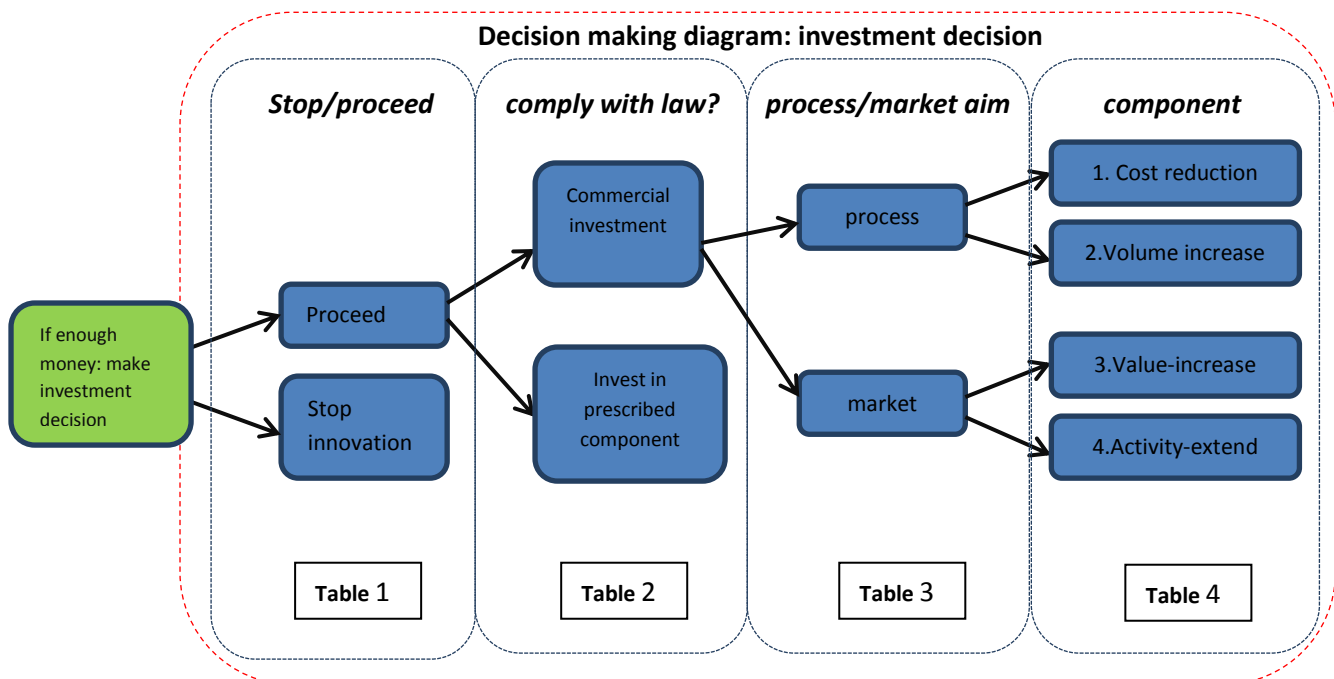 Decision making diagram: investment decision
Stop/proceed
comply with law?
process/market aim
component
If enough
money: make
investment
decision
Proceed
Stop
innovation
Commercial
investment
Invest in
prescribed
component
process
market
1. Cost reduction
2.Volume increase
3.Value-increase
4.Activity-extend
Table 1
Table 2
Table 3
Table 4